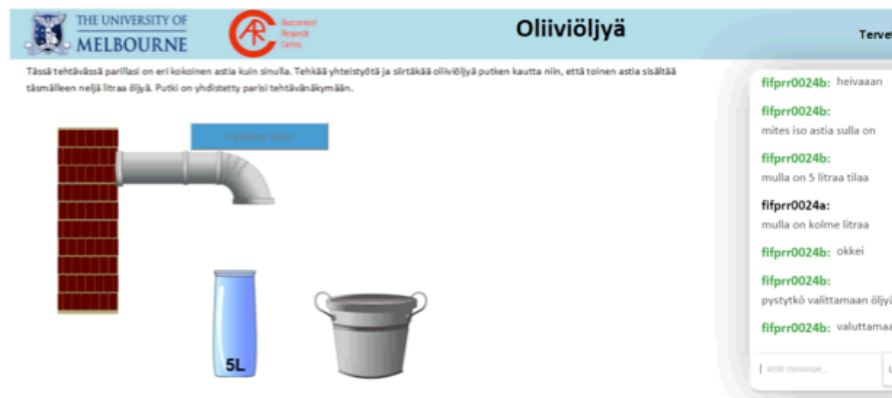 THE UNIVERSITY OF
MELBOURNE
Assessment
Research
Centre
Oliiviöljyä
Tervet
Tässä tehtävässä parillasi on eri kokoinen astia kuin sinulla. Tehkää yhteistyötä ja siirtäkää oliiviöljyä putken kautta niin, että toinen astia sisältää
täsmälleen neljä litraa öljyä. Putki on yhdistetty parisi tehtävänäkymään.
5L
fifprr0024b: heivaaan
fifprr0024b:
mites iso astia sulla on
fifprr0024b:
mulla on 5 litraa tilaa
fifprr0024a:
mulla on kolme litraa
fifprr0024b: okkei
fifprr0024b:
pystytkö valittamaan öljyä
fifprr0024b: valuttamaa
write message...